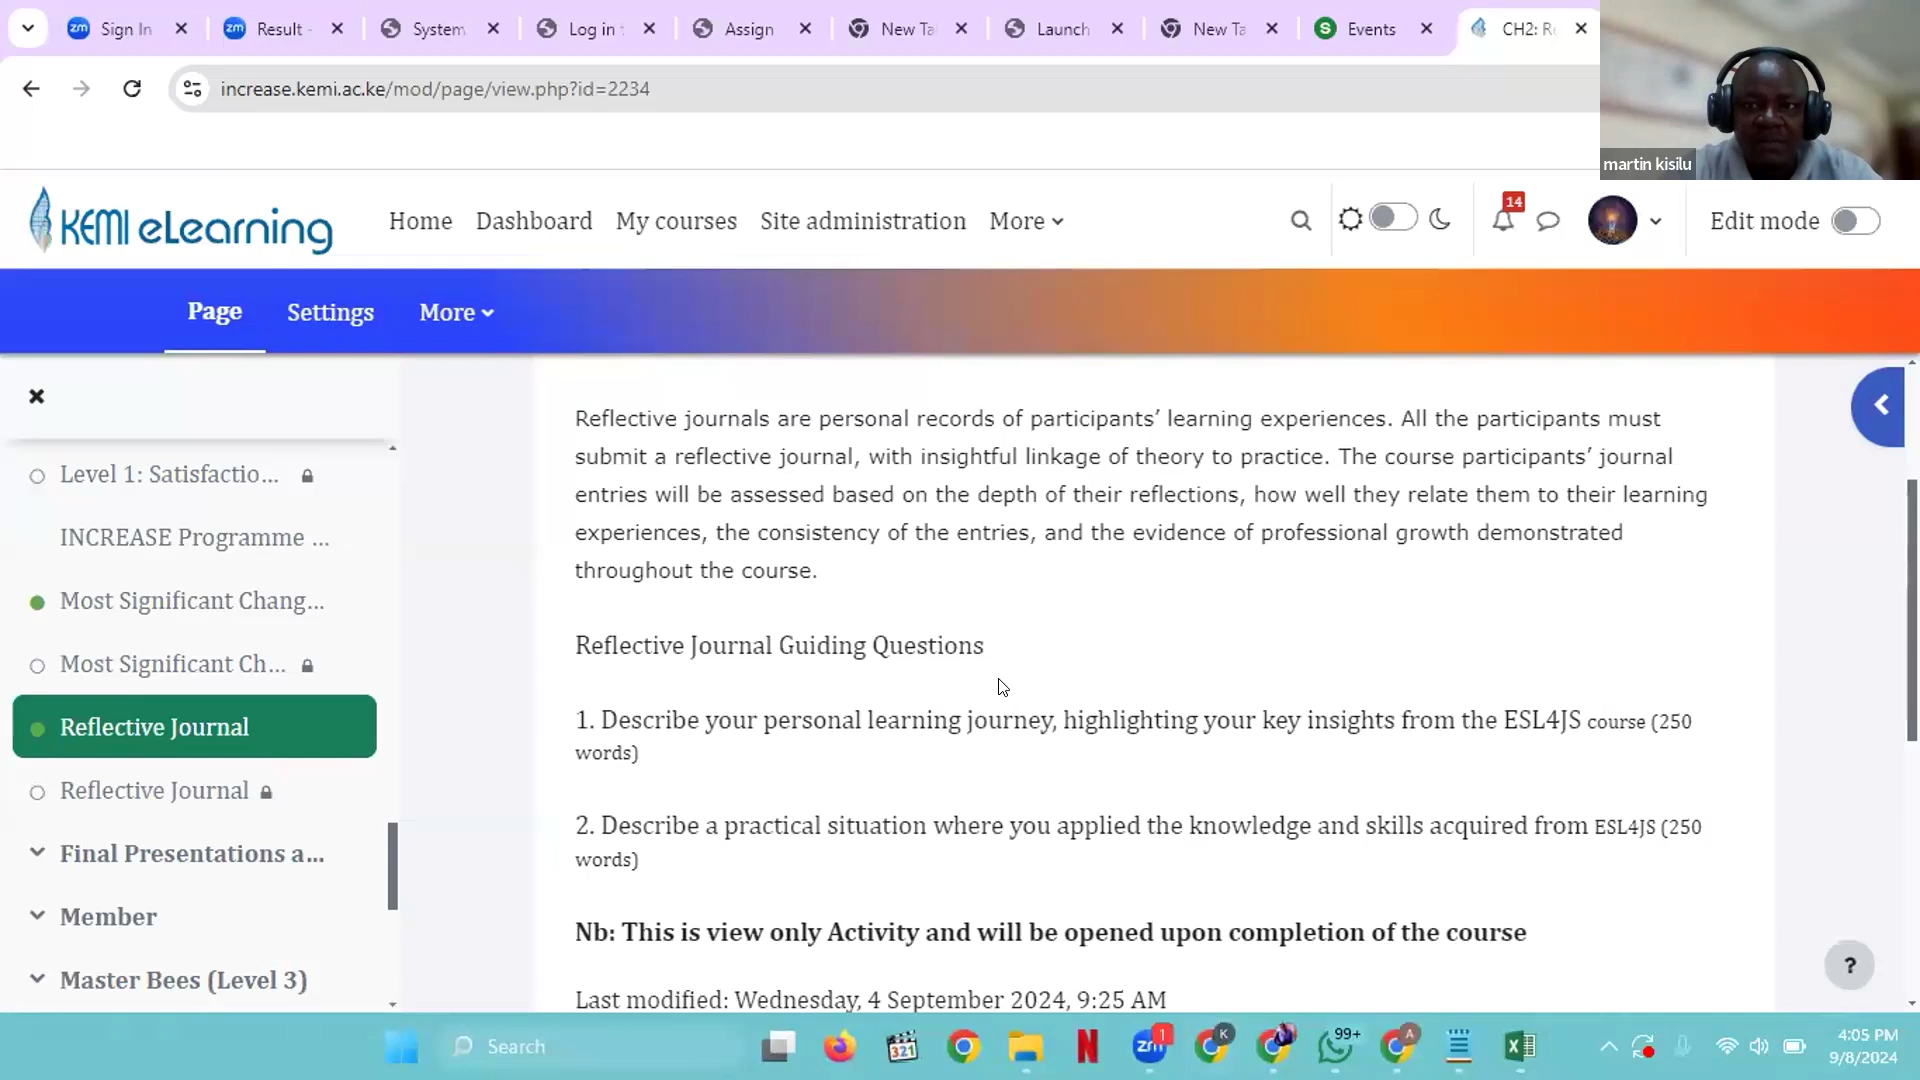 Sign In
Result -
System
Log in
Assign
New Ta
Launch
New Ta
Events
CH2: Re
increase.kemi.ac.ke/mod/page/view.php?id=2234
martin kisilu
KEMI eLearning
Home
Dashboard
My courses
Site administration
More
14
Edit mode
Page
Settings
More
Level 1: Satisfactio...
INCREASE Programme ...
Most Significant Chang...
Most Significant Ch...
Reflective Journal
Reflective Journal
Final Presentations a...
Member
Master Bees (Level 3)
Reflective journals are personal records of participants’ learning experiences. All the participants must
submit a reflective journal, with insightful linkage of theory to practice. The course participants’ journal
entries will be assessed based on the depth of their reflections, how well they relate them to their learning
experiences, the consistency of the entries, and the evidence of professional growth demonstrated
throughout the course.
Reflective Journal Guiding Questions
1. Describe your personal learning journey, highlighting your key insights from the ESL4JS course (250
words)
2. Describe a practical situation where you applied the knowledge and skills acquired from ESL4JS (250
words)
Nb: This is view only Activity and will be opened upon completion of the course
Last modified: Wednesday, 4 September 2024, 9:25 AM
?
Search
321
N
zm
1
K
99+
A
4:05 PM
9/8/2024